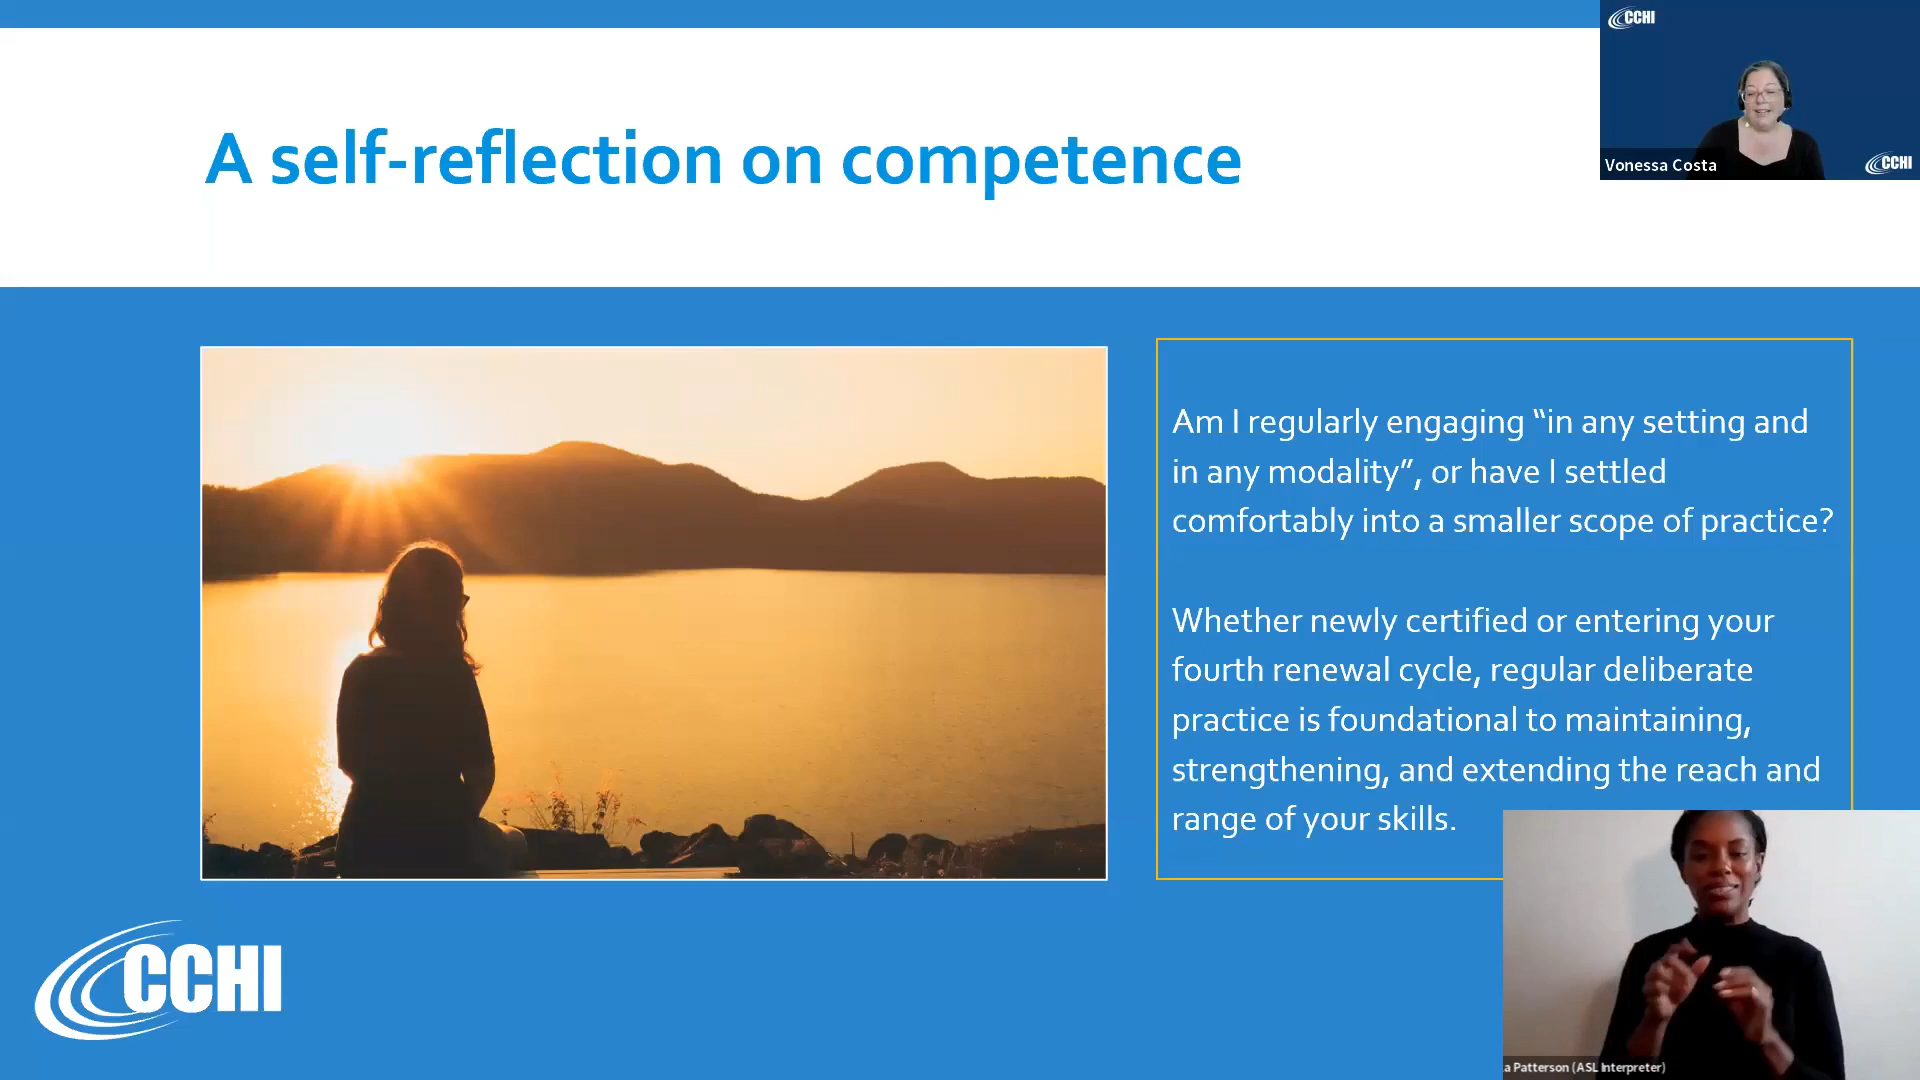 A self-reflection on competence
CCHI
Vonessa Costa
CCHI
Am I regularly engaging “in any setting and
in any modality”, or have I settled
comfortably into a smaller scope of practice?
Whether newly certified or entering your
fourth renewal cycle, regular deliberate
practice is foundational to maintaining,
strengthening, and extending the reach and
range of your skills.
CCHI
a Patterson (ASL Interpreter)